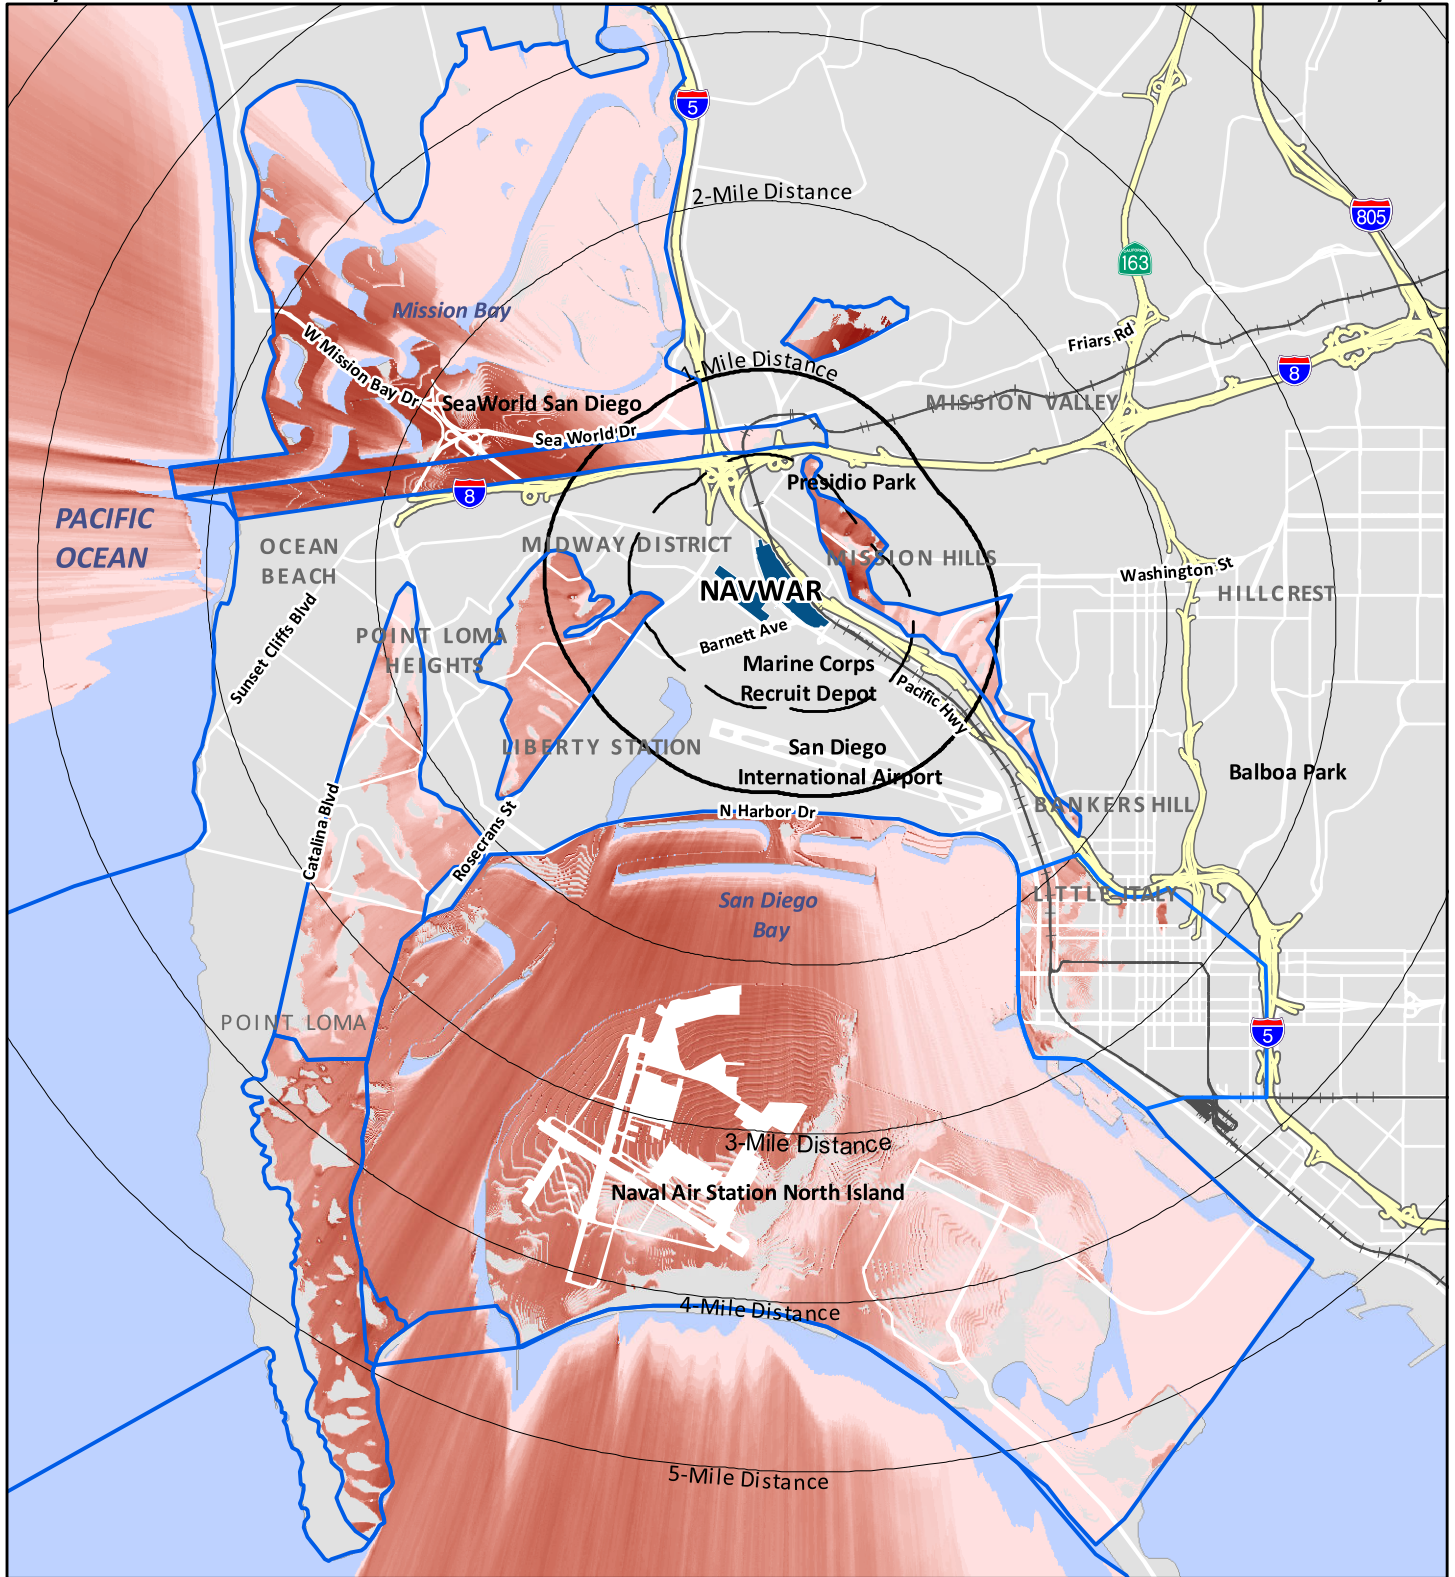 5
2-Mile Distance
805
163
Mission Bay
W Mission Bay Dr
Friars Rd
1-Mile Distance
8
SeaWorld San Diego
MISSION VALLEY
Sea World Dr
8
Presidio Park
PACIFIC
OCEAN
OCEAN
BEACH
MIDWAY DISTRICT
MISSION HILLS
Washington St
HILLCREST
NAVWAR
Sunset Cliffs Blvd
POINT LOMA
HEIGHTS
Barnett Ave
Marine Corps
Recruit Depot
Pacific Hwy
LIBERTY STATION
San Diego
International Airport
Balboa Park
BANKERS HILL
N Harbor Dr
Catalina Blvd
Rosecrans St
LITTLE ITALY
San Diego
Bay
POINT LOMA
5
3-Mile Distance
Naval Air Station North Island
4-Mile Distance
5-Mile Distance